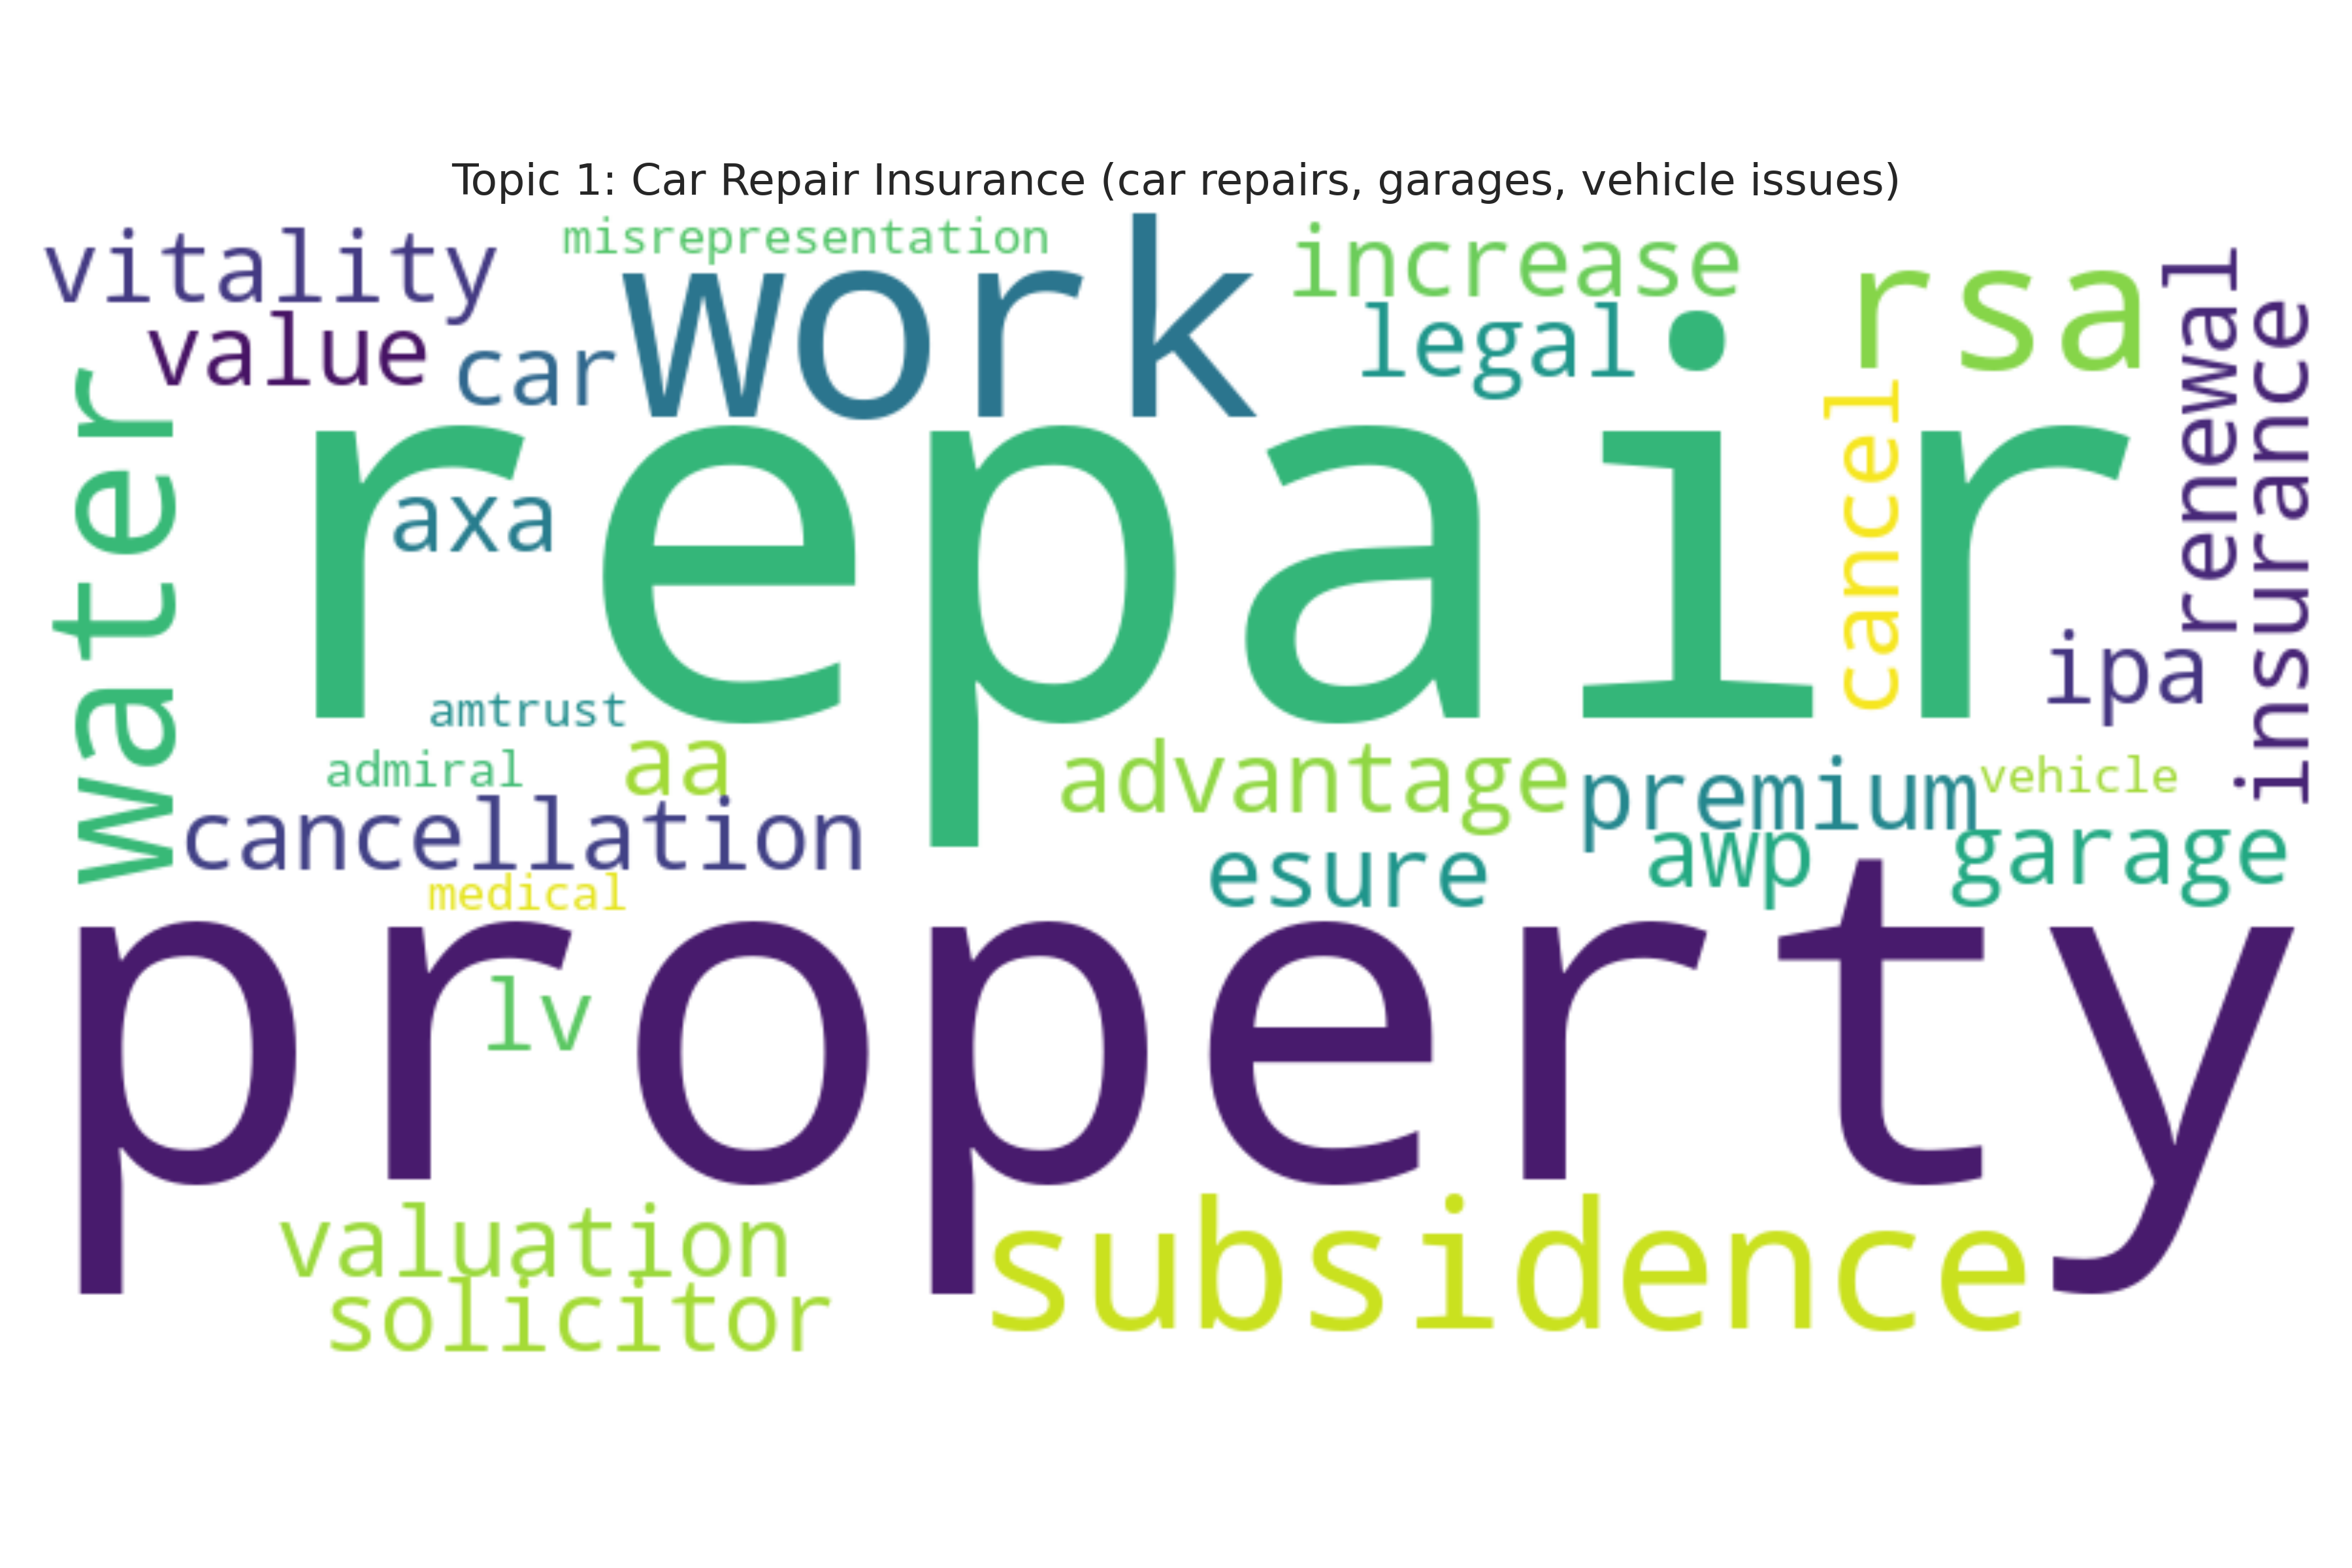 Topic 1: Car Repair Insurance (car repairs, garages, vehicle issues)
vitality
misrepresentation
work
increase
rsa
renewal
insurance
value
car
legal
water
repair
axa
cancel
ipa
amtrust
admiral
aa
advantage
premium
vehicle
cancellation
esure
awp
garage
medical
property
lv
valuation
subsidence
solicitor